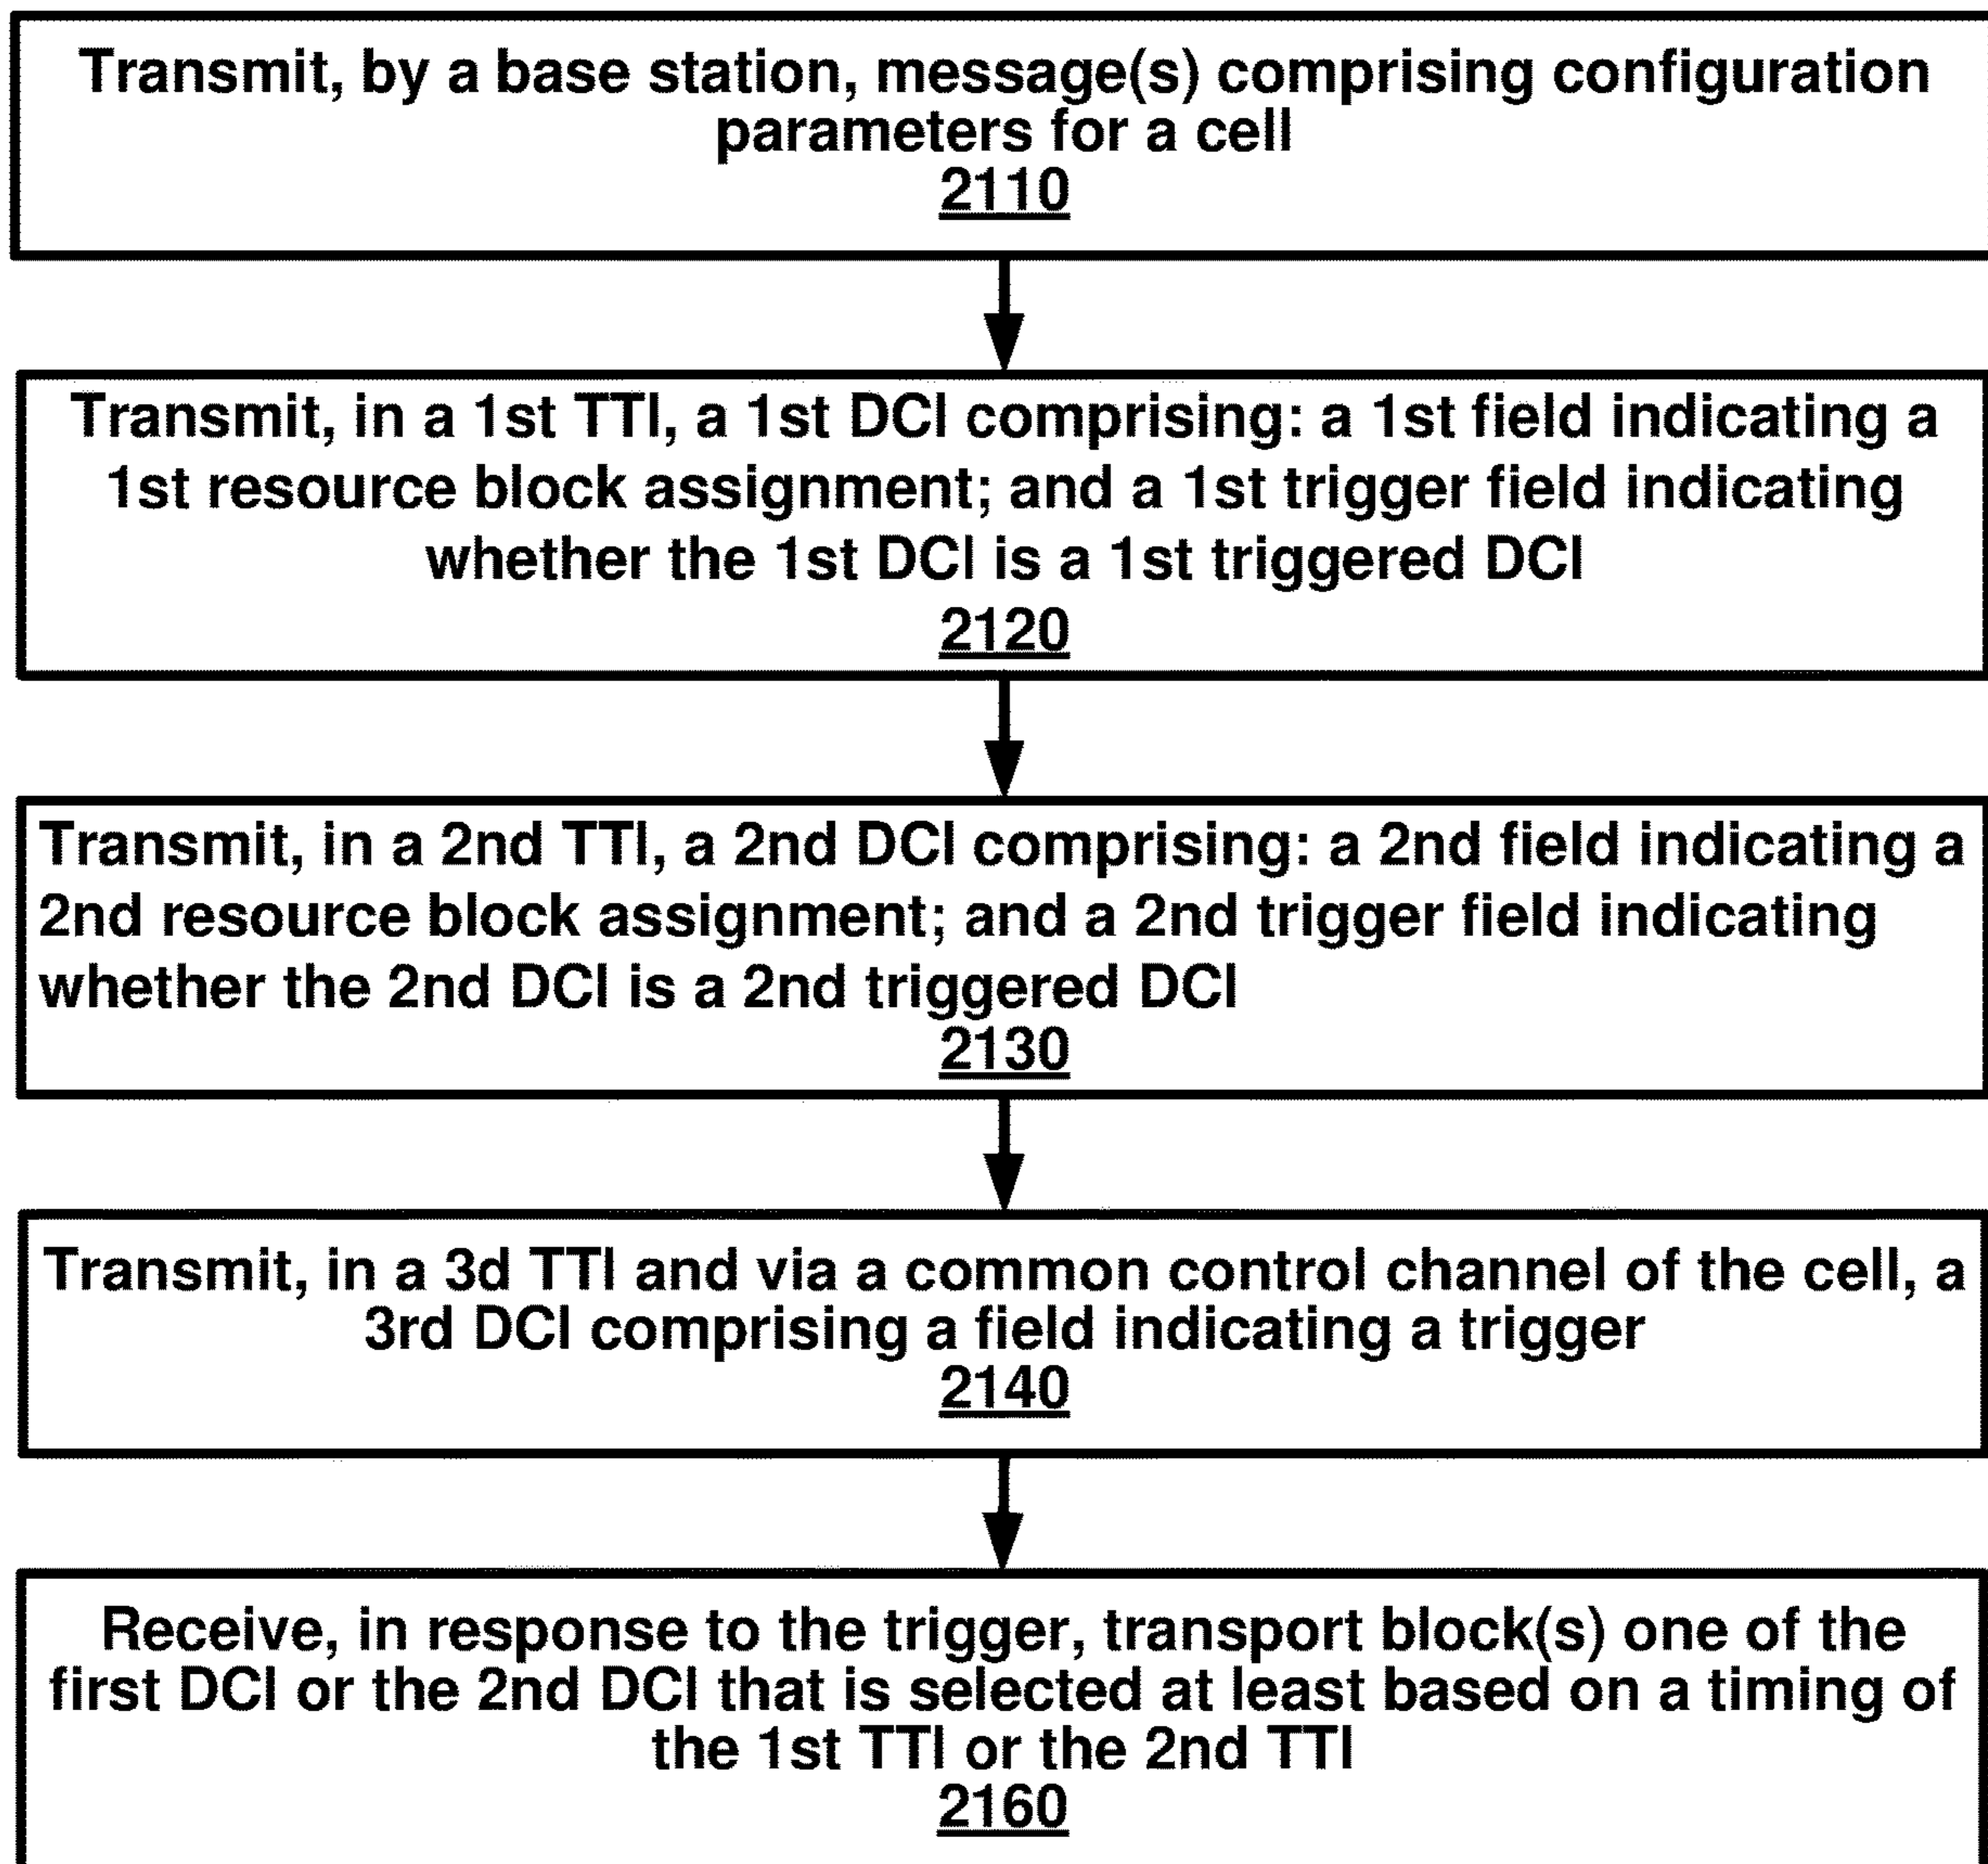 Transmit, by a base station, message(s) comprising configuration
parameters for a cell
2110
Transmit, in a 1st TTI, a 1st DCI comprising: a 1st field indicating a
1st resource block assignment; and a 1st trigger field indicating
whether the 1st DCI is a 1st triggered DCI
2120
Transmit, in a 2nd TTI, a 2nd DCI comprising: a 2nd field indicating a
2nd resource block assignment; and a 2nd trigger field indicating
whether the 2nd DCI is a 2nd triggered DCI
2130
Transmit, in a 3d TTI and via a common control channel of the cell, a
3rd DCI comprising a field indicating a trigger
2140
Receive, in response to the trigger, transport block(s) one of the
first DCI or the 2nd DCI that is selected at least based on a timing of
the 1st TTI or the 2nd TTI
2160